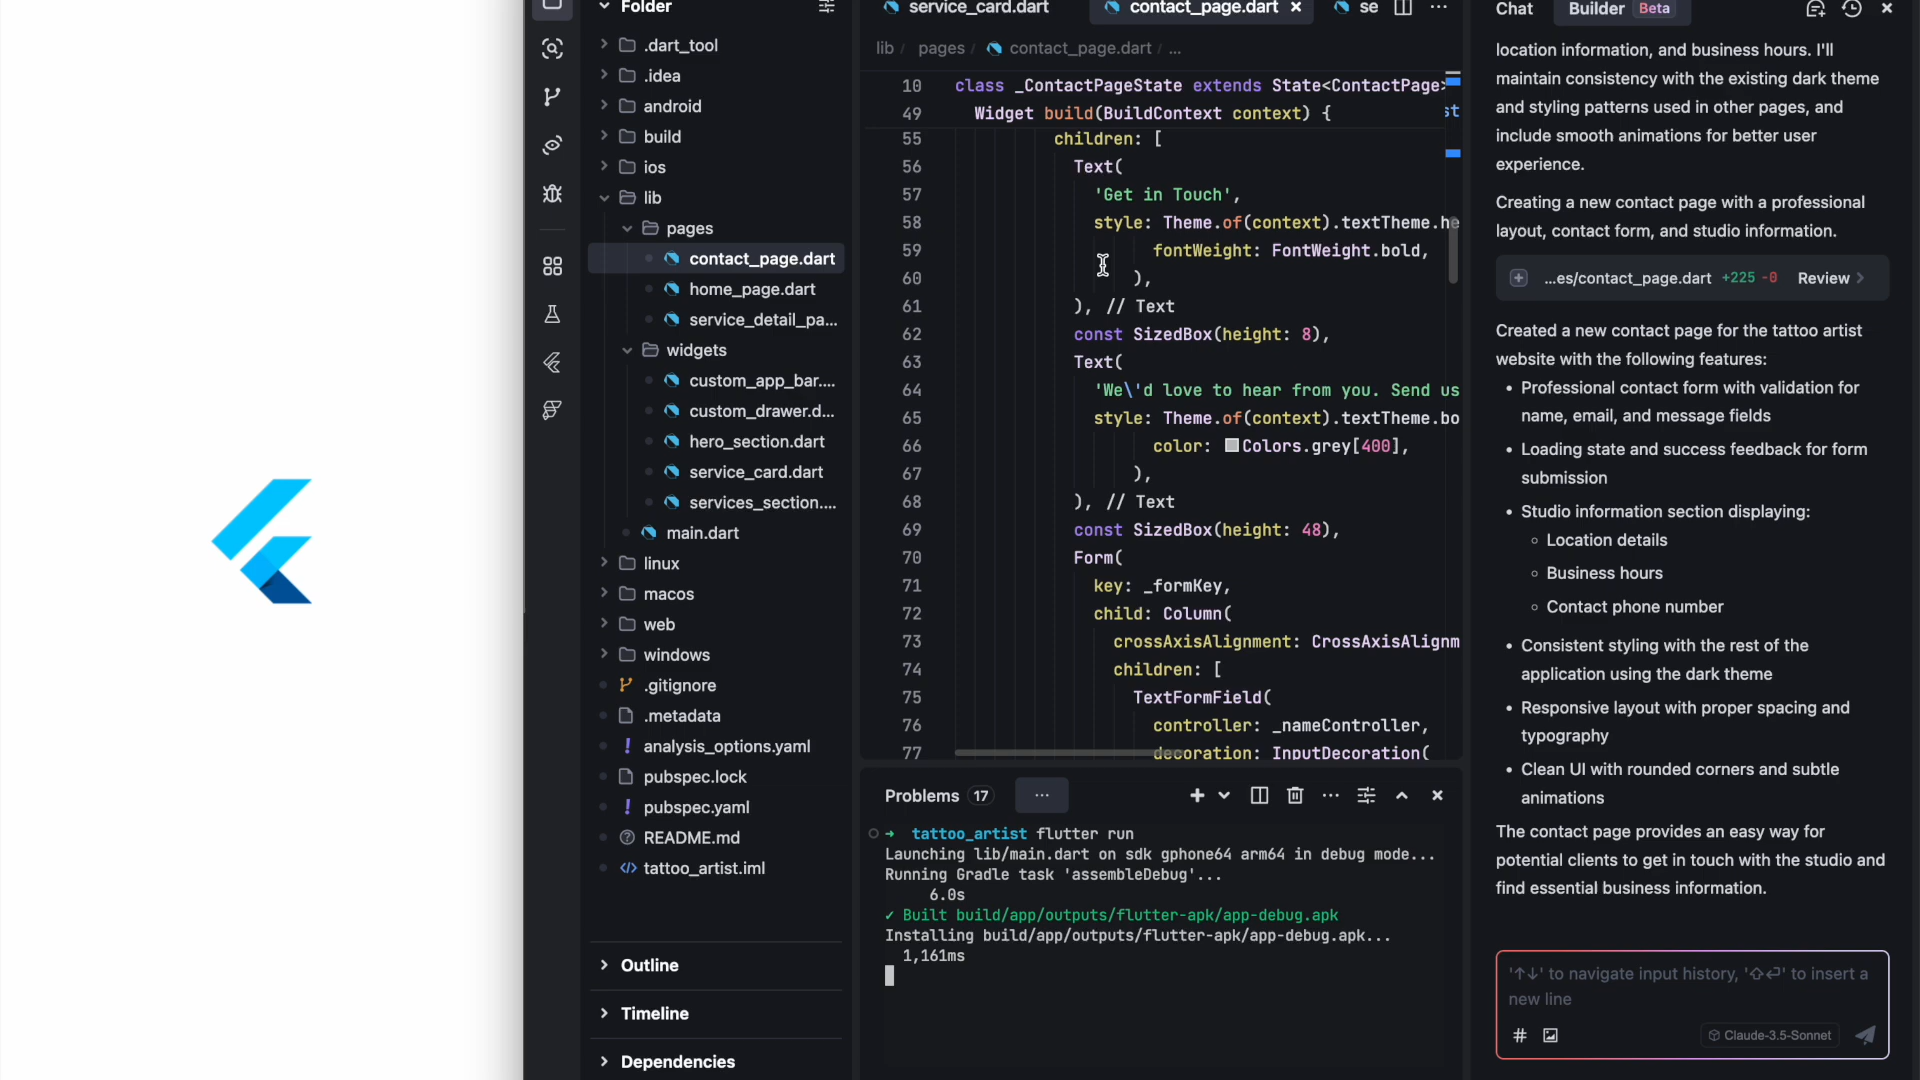 Folder
.dart_tool
.idea
android
build
ios
lib
pages
contact_page.dart
home_page.dart
service_detail_pa...
widgets
custom_app_bar....
custom_drawer.d...
hero_section.dart
service_card.dart
services_section....
main.dart
linux
macos
web
windows
.gitignore
.metadata
analysis_options.yaml
pubspec.lock
pubspec.yaml
README.md
tattoo_artist.iml
Outline
Timeline
Dependencies
service_card.dart
contact_page.dart
se
lib / pages / contact_page.dart / ...
10 class _ContactPageState extends State<ContactPage>
49 Widget build(BuildContext context) {
st
55 children: [
56 Text(
57 'Get in Touch',
58 style: Theme.of(context).textTheme.he
59 fontWeight: FontWeight.bold,
60 ),
61 ), // Text
62 const SizedBox(height: 8),
63 Text(
64 'We\'d love to hear from you. Send us
65 style: Theme.of(context).textTheme.bo
66 color: Colors.grey[400],
67 ),
68 ), // Text
69 const SizedBox(height: 48),
70 Form(
71 key: _formKey,
72 child: Column(
73 crossAxisAlignment: CrossAxisAlignm
74 children: [
75 TextFormField(
76 controller: _nameController,
77 decoration: InputDecoration(
Problems 17 ...
➜ tattoo_artist flutter run
Launching lib/main.dart on sdk gphone64 arm64 in debug mode...
Running Gradle task 'assembleDebug'...
6.0s
✓ Built build/app/outputs/flutter-apk/app-debug.apk
Installing build/app/outputs/flutter-apk/app-debug.apk...
1,161ms
Chat Builder Beta
location information, and business hours. I'll
maintain consistency with the existing dark theme
and styling patterns used in other pages, and
include smooth animations for better user
experience.
Creating a new contact page with a professional
layout, contact form, and studio information.
...es/contact_page.dart +225 -0 Review
Created a new contact page for the tattoo artist
website with the following features:
• Professional contact form with validation for
name, email, and message fields
• Loading state and success feedback for form
submission
• Studio information section displaying:
◦ Location details
◦ Business hours
◦ Contact phone number
• Consistent styling with the rest of the
application using the dark theme
• Responsive layout with proper spacing and
typography
• Clean UI with rounded corners and subtle
animations
The contact page provides an easy way for
potential clients to get in touch with the studio and
find essential business information.
'↑↓' to navigate input history, '⇧⏎' to insert a
new line
# Claude-3.5-Sonnet